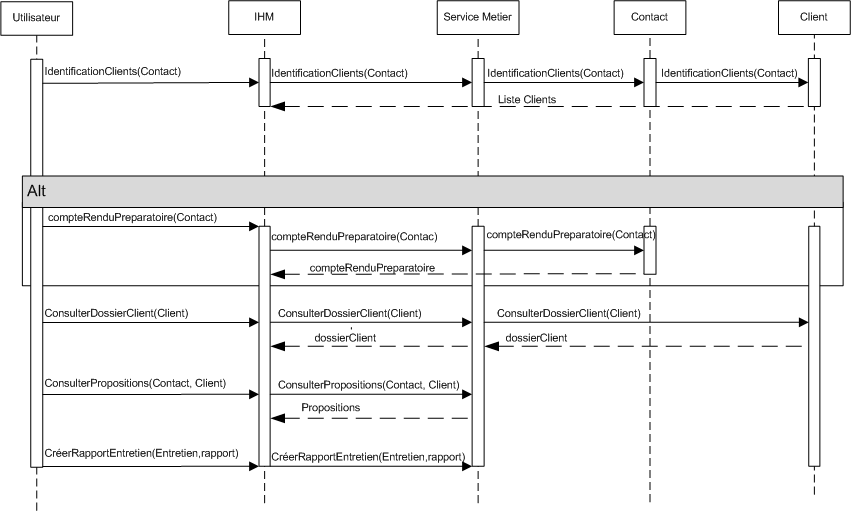 Utilisateur
IHM
Service Metier
Contact
Client
IdentificationClients(Contact)
IdentificationClients(Contact)
IdentificationClients(Contact)
IdentificationClients(Contact)
Liste Clients
Alt
compteRenduPreparatoire(Contact)
compteRenduPreparatoire(Contac)
compteRenduPreparatoire(Contact)
compteRenduPreparatoire
ConsulterDossierClient(Client)
ConsulterDossierClient(Client)
ConsulterDossierClient(Client)
dossierClient
dossierClient
ConsulterPropositions(Contact, Client)
ConsulterPropositions(Contact, Client)
Propositions
CréerRapportEntretien(Entretien,rapport)
CréerRapportEntretien(Entretien,rapport)